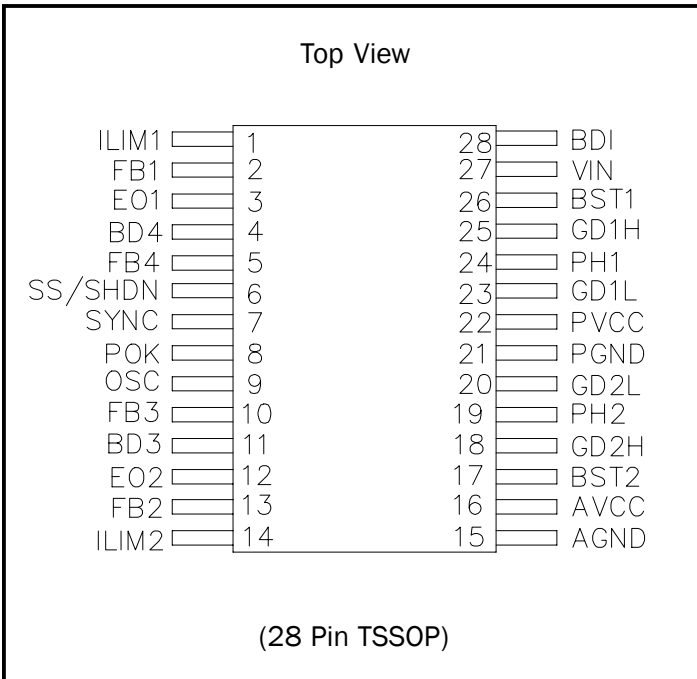 Top View
ILIM1 1 28 BDI
FB1 2 27 VIN
EO1 3 26 BST1
BD4 4 25 GD1H
FB4 5 24 PH1
SS/SHDN 6 23 GD1L
SYNC 7 22 PVCC
POK 8 21 PGND
OSC 9 20 GD2L
FB3 10 19 PH2
BD3 11 18 GD2H
EO2 12 17 BST2
FB2 13 16 AVCC
ILIM2 14 15 AGND
(28 Pin TSSOP)